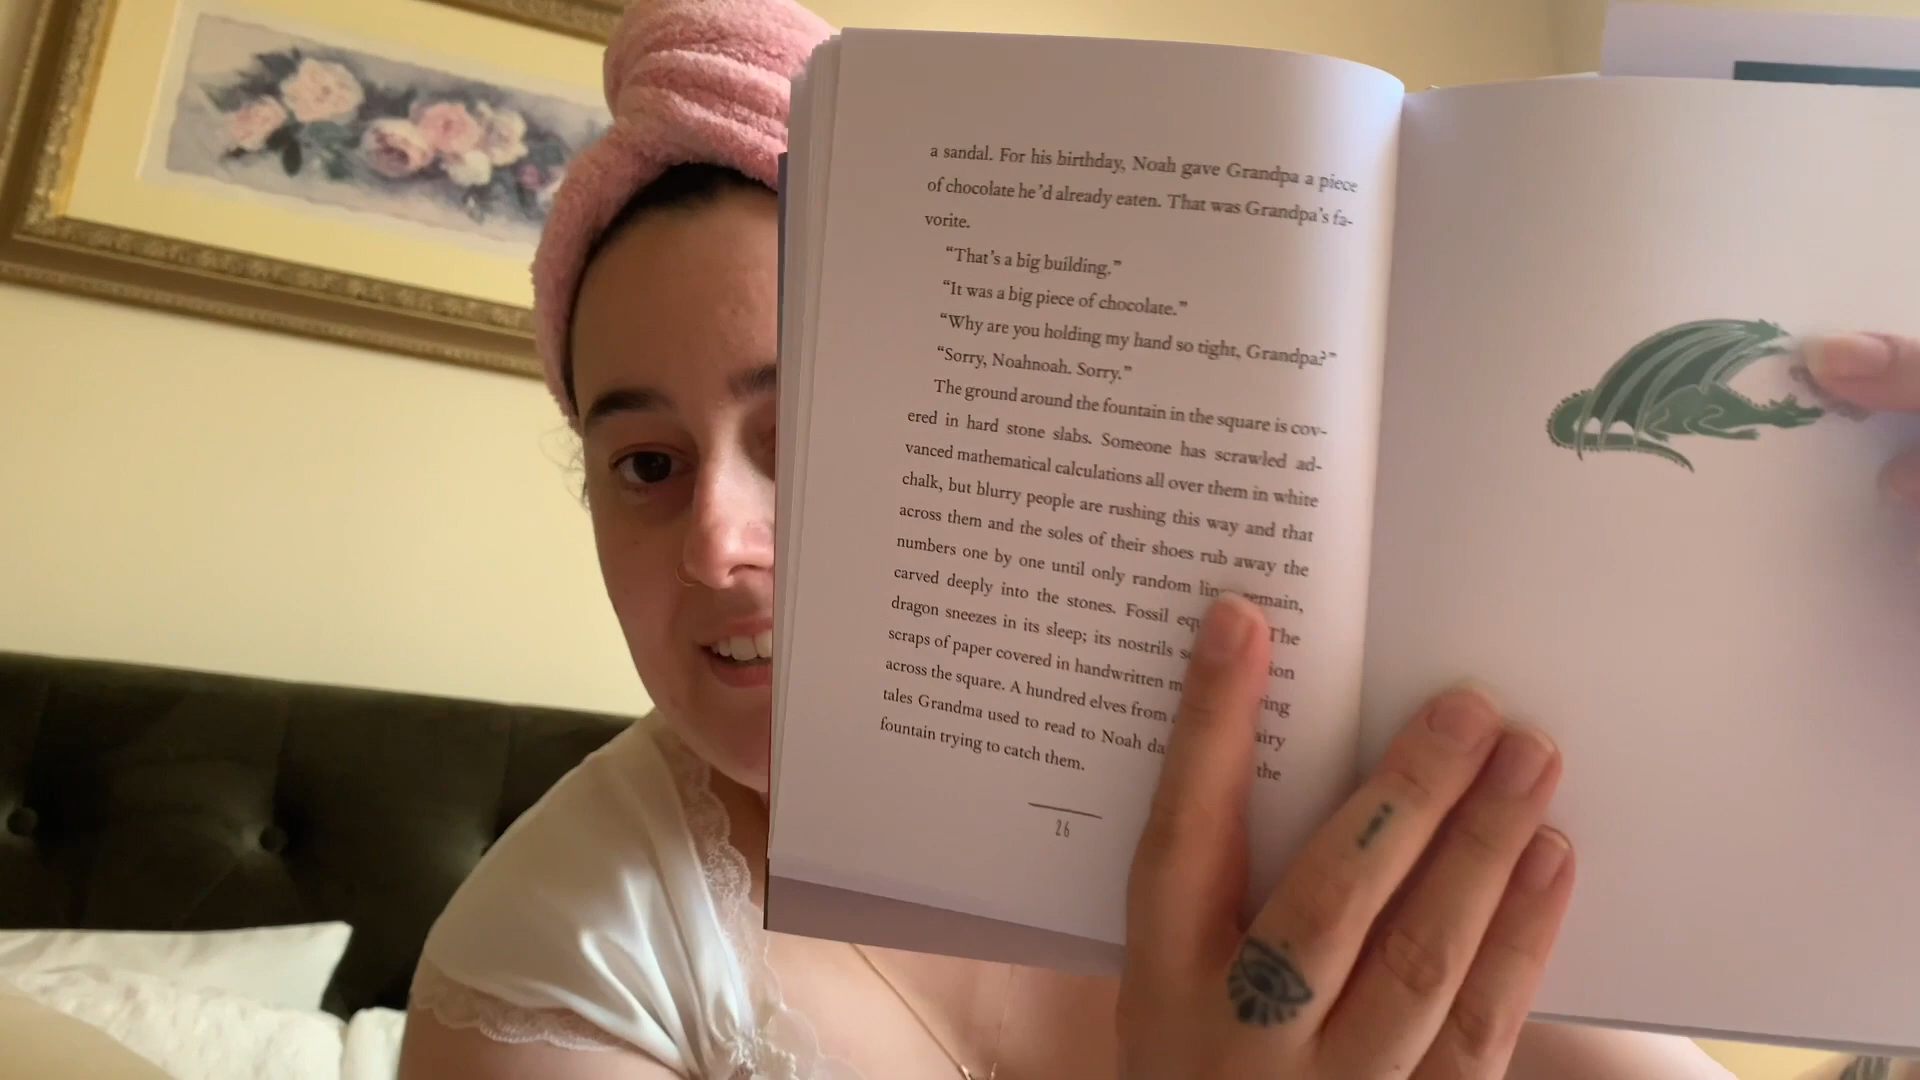 a sandal. For his birthday, Noah gave Grandpa a piece
of chocolate he'd already eaten. That was Grandpa's fa-
vorite.
“That's a big building.”
“It was a big piece of chocolate.”
“Why are you holding my hand so tight, Grandpa?”
“Sorry, Noahnoah. Sorry.”
The ground around the fountain in the square is cov-
ered in hard stone slabs. Someone has scrawled ad-
vanced mathematical calculations all over them in white
chalk, but blurry people are rushing this way and that
across them and the soles of their shoes rub away the
numbers one by one until only random remain,
carved deeply into the stones. Fossil The
dragon sneezes in its sleep; its nostrils
scraps of paper covered in handwritten
across the square. A hundred elves from
tales Grandma used to read to Noah the
fountain trying to catch them.
26